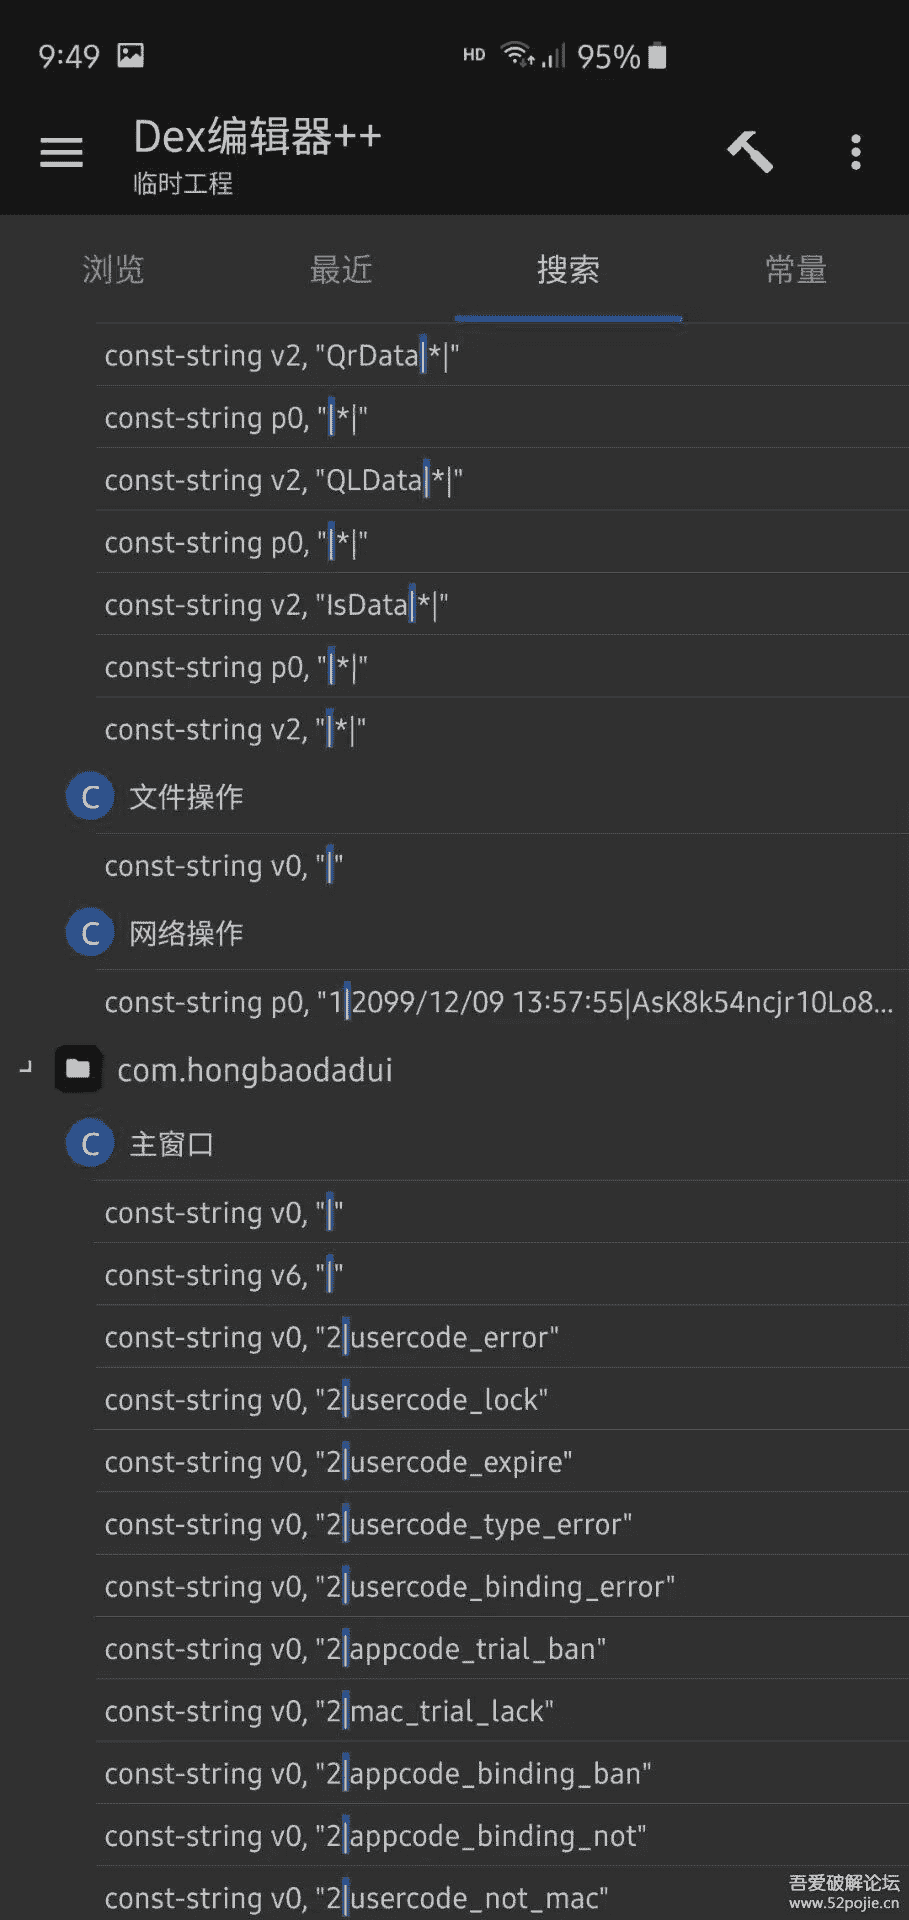 9:49 HD 95%
Dex编辑器++
临时工程
浏览 最近 搜索 常量
const-string v2, "QrData|*|"
const-string p0, "|*|"
const-string v2, "QLData|*|"
const-string p0, "|*|"
const-string v2, "IsData|*|"
const-string p0, "|*|"
const-string v2, "|*|"
C 文件操作
const-string v0, "|"
C 网络操作
const-string p0, "1|2099/12/09 13:57:55|AsK8k54ncjr10Lo8...
com.hongbaodadui
C 主窗口
const-string v0, "|"
const-string v6, "|"
const-string v0, "2|usercode_error"
const-string v0, "2|usercode_lock"
const-string v0, "2|usercode_expire"
const-string v0, "2|usercode_type_error"
const-string v0, "2|usercode_binding_error"
const-string v0, "2|appcode_trial_ban"
const-string v0, "2|mac_trial_lack"
const-string v0, "2|appcode_binding_ban"
const-string v0, "2|appcode_binding_not"
const-string v0, "2|usercode_not_mac"
吾爱破解论坛
www.52pojie.cn